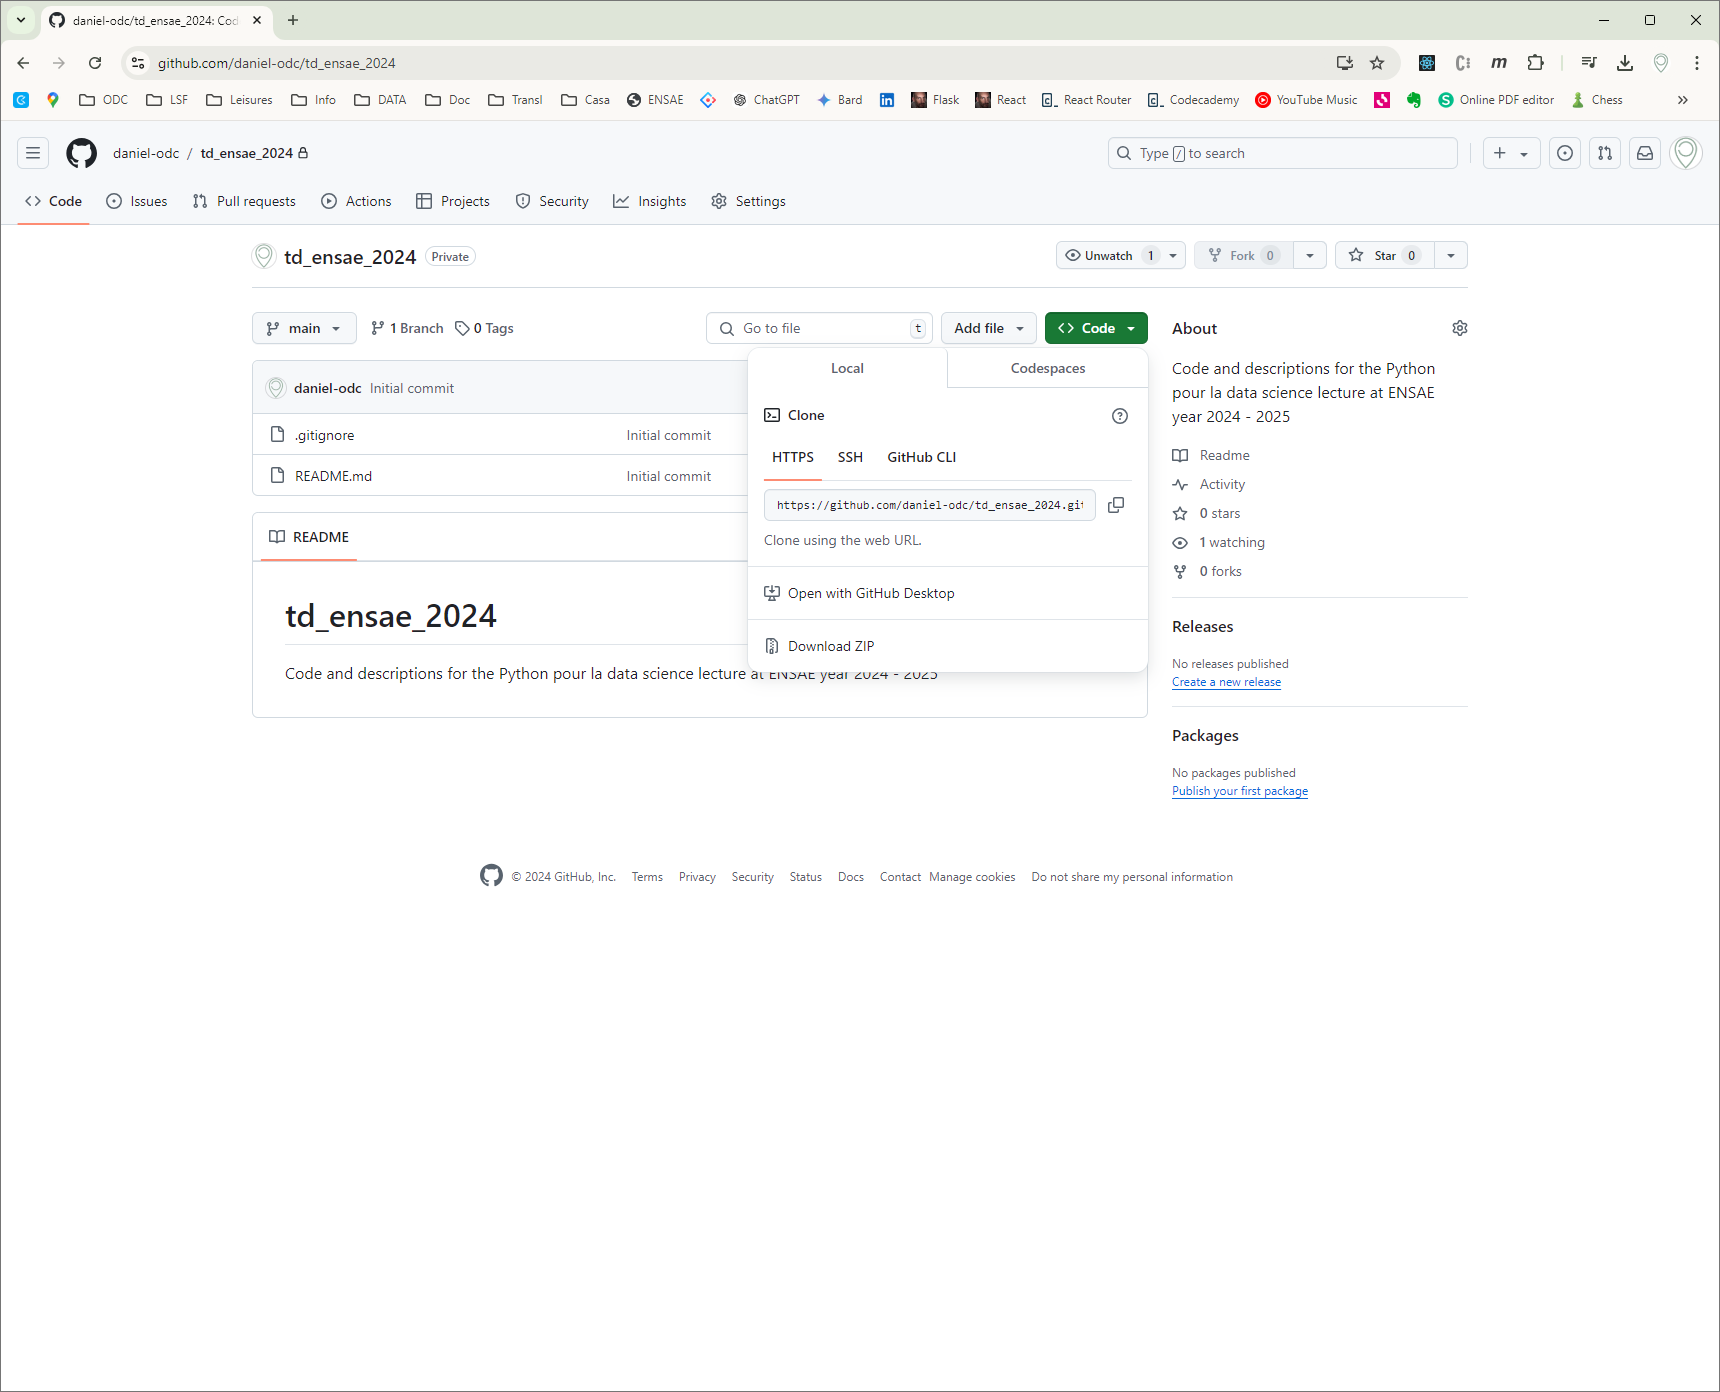 daniel-odc/td_ensae_2024: Cod
github.com/daniel-odc/td_ensae_2024
ODC LSF Leisures Info DATA Doc Transl Casa ENSAE ChatGPT Bard Flask React React Router Codecademy YouTube Music Online PDF editor Chess
daniel-odc / td_ensae_2024 Type / to search
Code Issues Pull requests Actions Projects Security Insights Settings
td_ensae_2024 Private Unwatch 1 Fork 0 Star 0
main 1 Branch 0 Tags Go to file t Add file Code
daniel-odc Initial commit
.gitignore Initial commit
README.md Initial commit
README
td_ensae_2024
Code and descriptions for the Python pour la data science lecture at ENSAE year 2024 - 2025
Local Codespaces
Clone
HTTPS SSH GitHub CLI
https://github.com/daniel-odc/td_ensae_2024.git
Clone using the web URL.
Open with GitHub Desktop
Download ZIP
About
Code and descriptions for the Python
pour la data science lecture at ENSAE
year 2024 - 2025
Readme
Activity
0 stars
1 watching
0 forks
Releases
No releases published
Create a new release
Packages
No packages published
Publish your first package
© 2024 GitHub, Inc. Terms Privacy Security Status Docs Contact Manage cookies Do not share my personal information